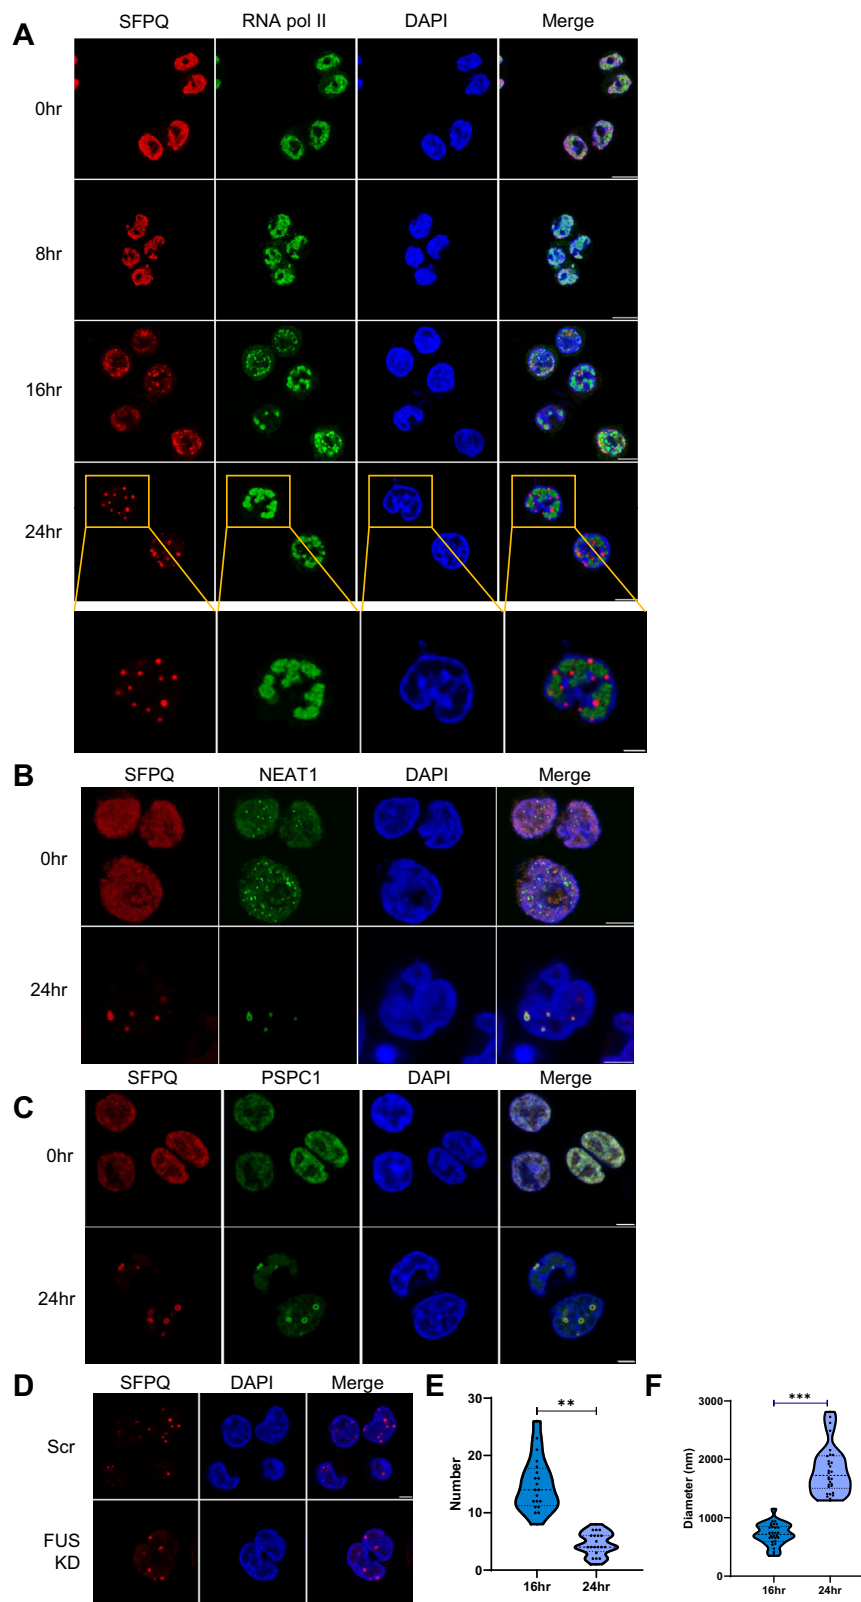 A
SFPQ RNA pol II DAPI Merge
0hr
8hr
16hr
24hr
B
SFPQ NEAT1 DAPI Merge
0hr
24hr
C
SFPQ PSPC1 DAPI Merge
0hr
24hr
D
SFPQ DAPI Merge
Scr
FUS
KD
E
**
Number
30
20
10
0
16hr 24hr
F
***
Diameter (nm)
3000
2000
1000
0
16hr 24hr